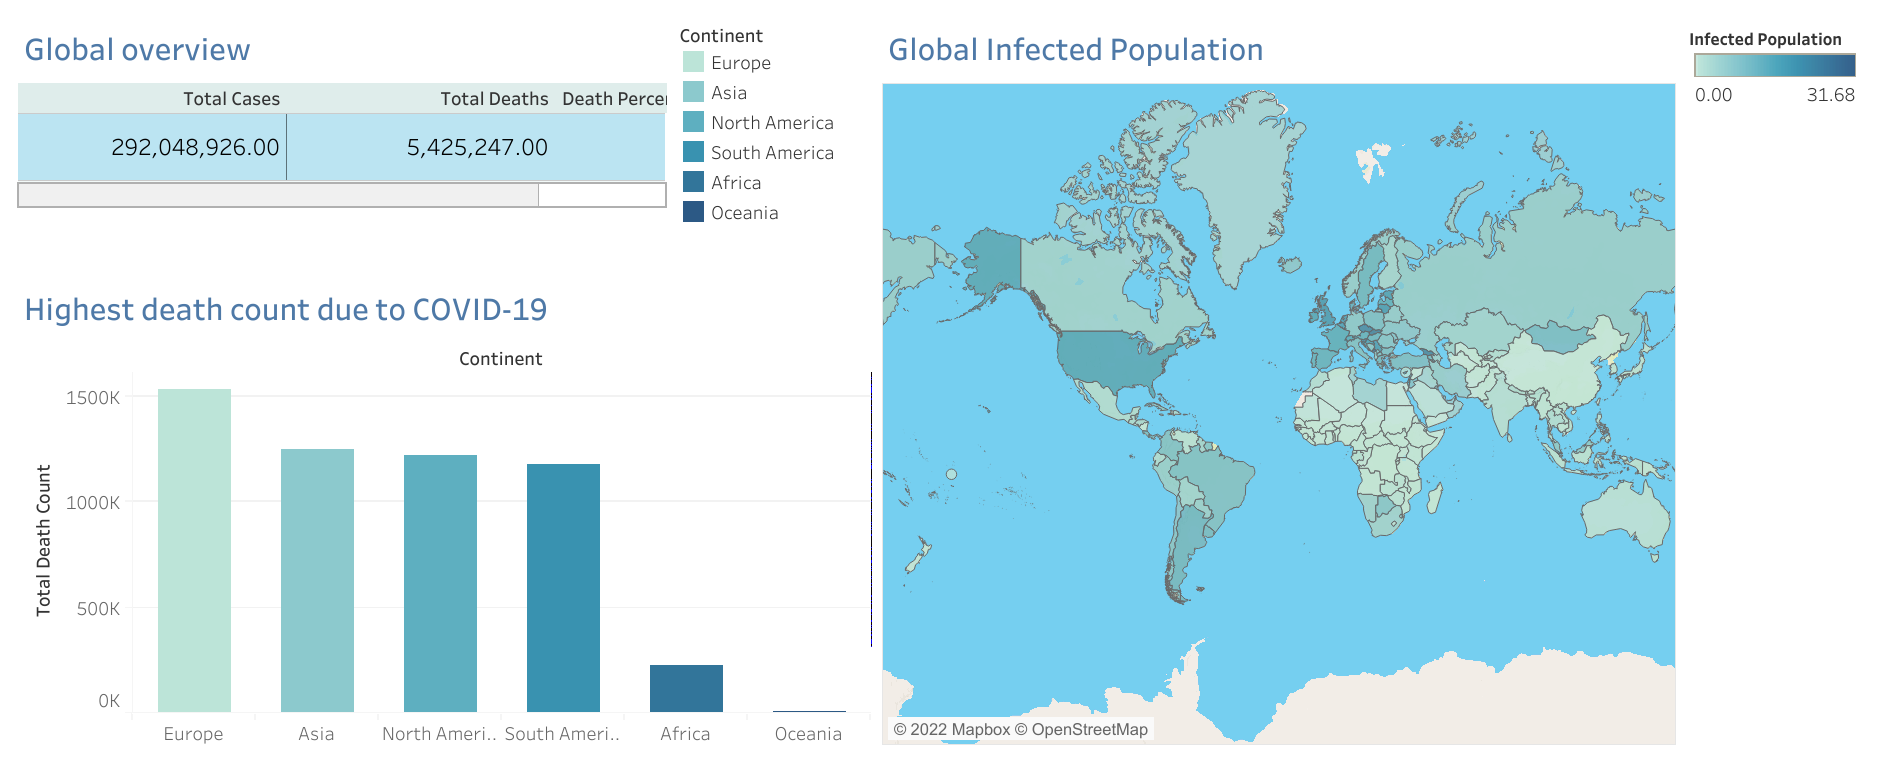 Global overview
Total Cases Total Deaths Death Percer
292,048,926.00 5,425,247.00
Continent
Europe
Asia
North America
South America
Africa
Oceania
Highest death count due to COVID-19
Continent
Total Death Count
1500K
1000K
500K
0K
Europe Asia North Ameri.. South Ameri.. Africa Oceania
Global Infected Population
© 2022 Mapbox © OpenStreetMap
Infected Population
0.00 31.68